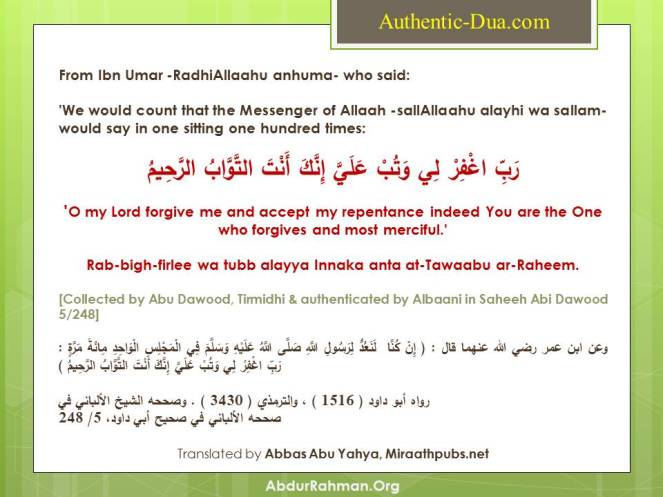 Authentic-Dua.com
From Ibn Umar -RadhiAllaahu anhuma- who said:
'We would count that the Messenger of Allaah -sallAllaahu alayhi wa sallam-
would say in one sitting one hundred times:
رَبِّ اغْفِرْ لِي وَتُبْ عَلَيَّ إِنَّكَ أَنْتَ التَّوَّابُ الرَّحِيمُ
'O my Lord forgive me and accept my repentance indeed You are the One
who forgives and most merciful.'
Rab-bigh-firlee wa tubb alayya Innaka anta at-Tawaabu ar-Raheem.
[Collected by Abu Dawood, Tirmidhi & authenticated by Albaani in Saheeh Abi Dawood
5/248]
وعن ابن عمر رضي الله عنهما قال : ( إِنْ كُنَّا لَنَعُدُّ لِرَسُولِ اللَّهِ صَلَّى اللَّهُ عَلَيْهِ وَسَلَّمَ فِي الْمَجْلِسِ الْوَاحِدِ مِائَةَ مَرَّةٍ :
رَبِّ اغْفِرْ لِي وَتُبْ عَلَيَّ إِنَّكَ أَنْتَ التَّوَّابُ الرَّحِيمُ )
رواه أبو داود ( 1516 ) ، والترمذي ( 3430 ) . وصححه الشيخ الألباني في
صححه الألباني في صحيح أبي داود، 5/ 248
Translated by Abbas Abu Yahya, Miraathpubs.net
AbdurRahman.Org